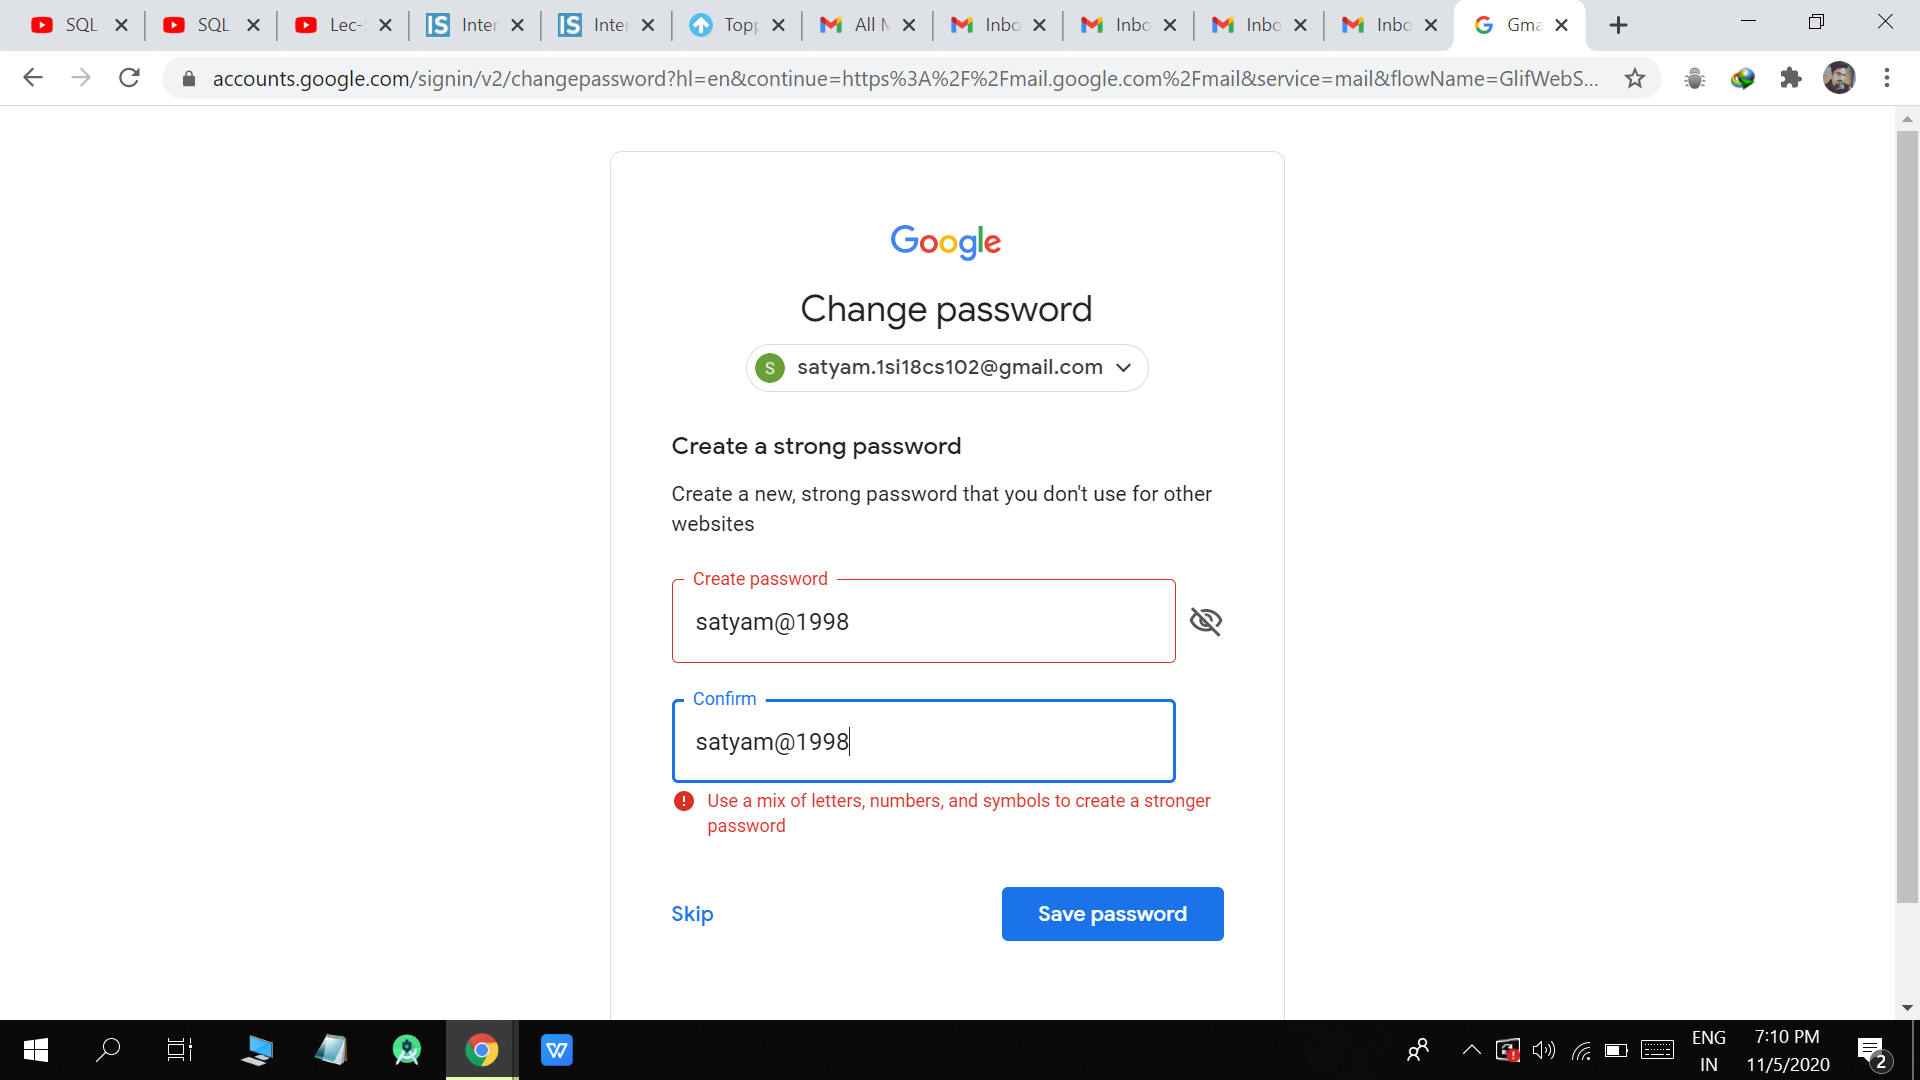 SQL
SQL
Lec-
Inter
Inter
Topp
All M
Inbo
Inbo
Inbo
Inbo
Gma
accounts.google.com/signin/v2/changepassword?hl=en&continue=https%3A%2F%2Fmail.google.com%2Fmail&service=mail&flowName=GlifWebS...
Google
Change password
S satyam.1si18cs102@gmail.com
Create a strong password
Create a new, strong password that you don't use for other
websites
Create password
satyam@1998
Confirm
satyam@1998
Use a mix of letters, numbers, and symbols to create a stronger
password
Skip
Save password
ENG
IN
7:10 PM
11/5/2020
2